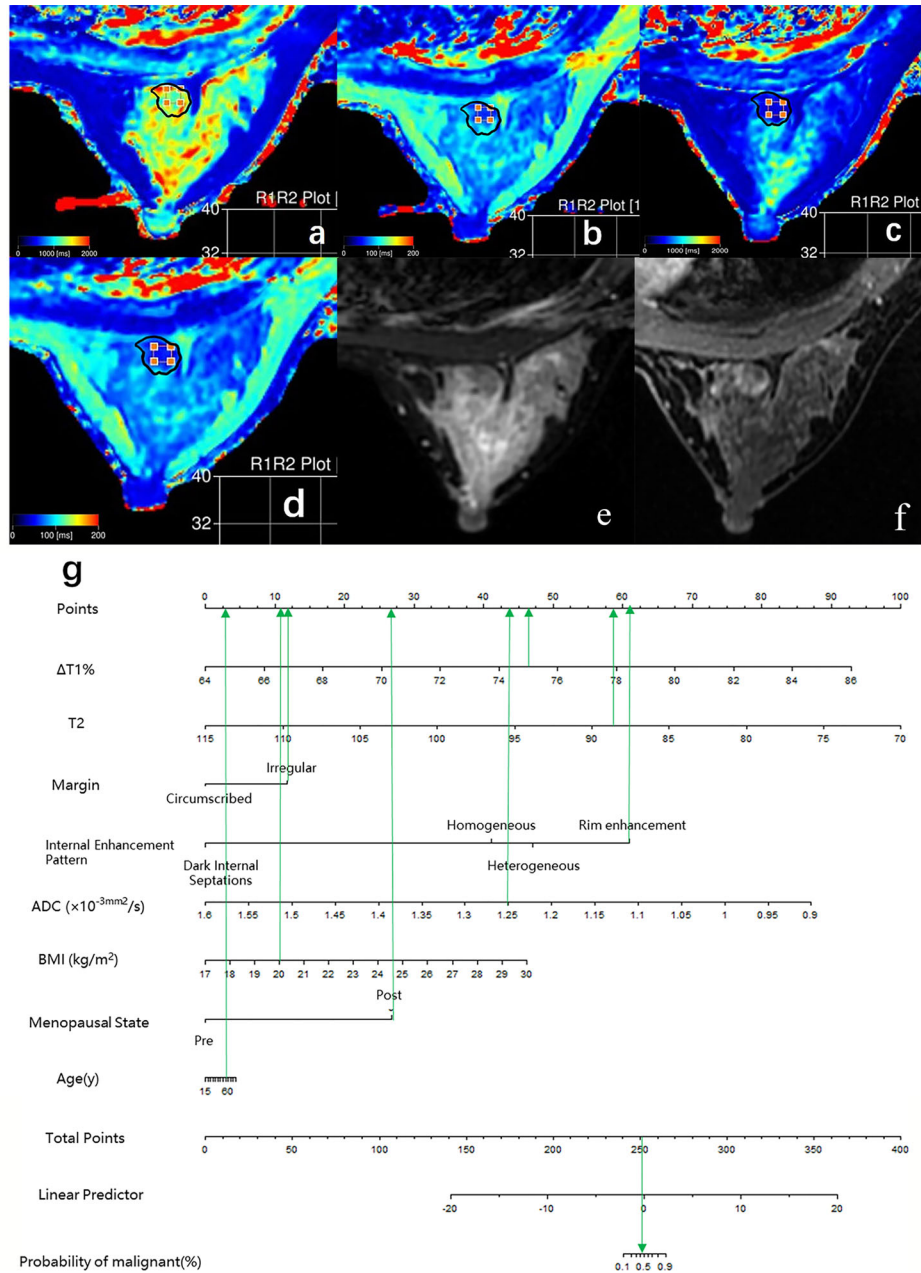 R1R2 Plot [
40
32
a
0 1000 [ms] 2000
R1R2 Plot [1
40
32
b
0 100 [ms] 200
40
32
c
0 1000 [ms] 2000
R1R2 Plot
40
32
d
0 100 [ms] 200
e
f
g
Points
0 10 20 30 40 50 60 70 80 90 100
ΔT1%
64 66 68 70 72 74 76 78 80 82 84 86
T2
115 110 105 100 95 90 85 80 75 70
Irregular
Margin
Circumscribed
Homogeneous Rim enhancement
Internal Enhancement
Pattern
Dark Internal Heterogeneous
Septations
ADC (×10⁻³mm²/s)
1.6 1.55 1.5 1.45 1.4 1.35 1.3 1.25 1.2 1.15 1.1 1.05 1 0.95 0.9
BMI (kg/m²)
17 18 19 20 21 22 23 24 25 26 27 28 29 30
Post
Menopausal State
Pre
Age(y)
15 60
Total Points
0 50 100 150 200 250 300 350 400
Linear Predictor
-20 -10 0 10 20
Probability of malignant(%)
0.1 0.5 0.9